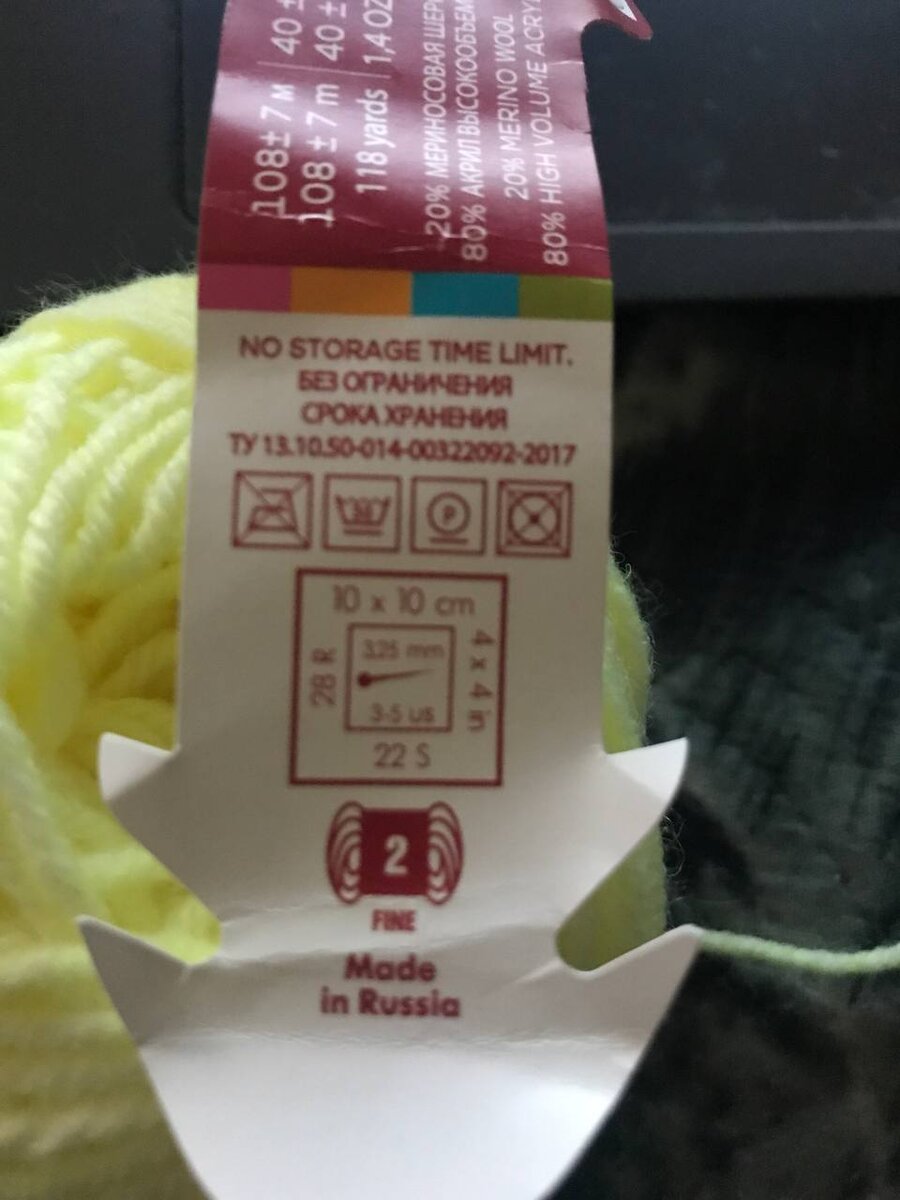 108± 7 м 40 ±
108 ± 7 m 40 ±
118 yards 1,4 OZ
20% МЕРИНОСОВАЯ ШЕР
80% АКРИЛ ВЫСОКООБЪЕМ
20% MERINO WOOL
80% HIGH VOLUME ACRY
NO STORAGE TIME LIMIT.
БЕЗ ОГРАНИЧЕНИЯ
СРОКА ХРАНЕНИЯ
ТУ 13.10.50-014-00322092-2017
P
10 x 10 cm
28 R
3.25 mm
3-5 us
4 x 4 in
22 S
2
FINE
Made
in Russia